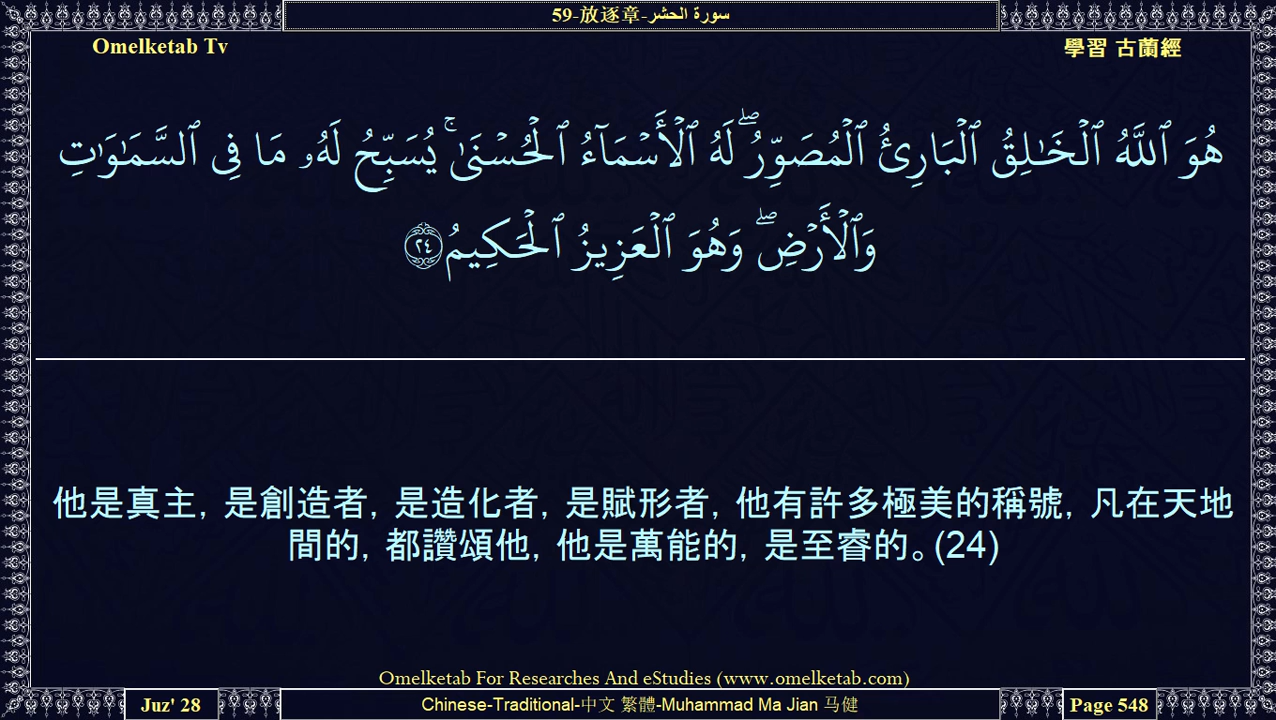 59-放逐章-سورة الحشر
Omelketab Tv
學習 古蘭經
هُوَ ٱللَّهُ ٱلْخَـٰلِقُ ٱلْبَارِئُ ٱلْمُصَوِّرُ ۖ لَهُ ٱلْأَسْمَآءُ ٱلْحُسْنَىٰ ۚ يُسَبِّحُ لَهُۥ مَا فِى ٱلسَّمَـٰوَٰتِ
وَٱلْأَرْضِ ۖ وَهُوَ ٱلْعَزِيزُ ٱلْحَكِيمُ ٢٤
他是真主, 是創造者, 是造化者, 是賦形者, 他有許多極美的稱號, 凡在天地
間的, 都讚頌他, 他是萬能的, 是至睿的。(24)
Omelketab For Researches And eStudies (www.omelketab.com)
Juz' 28
Chinese-Traditional-中文 繁體-Muhammad Ma Jian 马健
Page 548